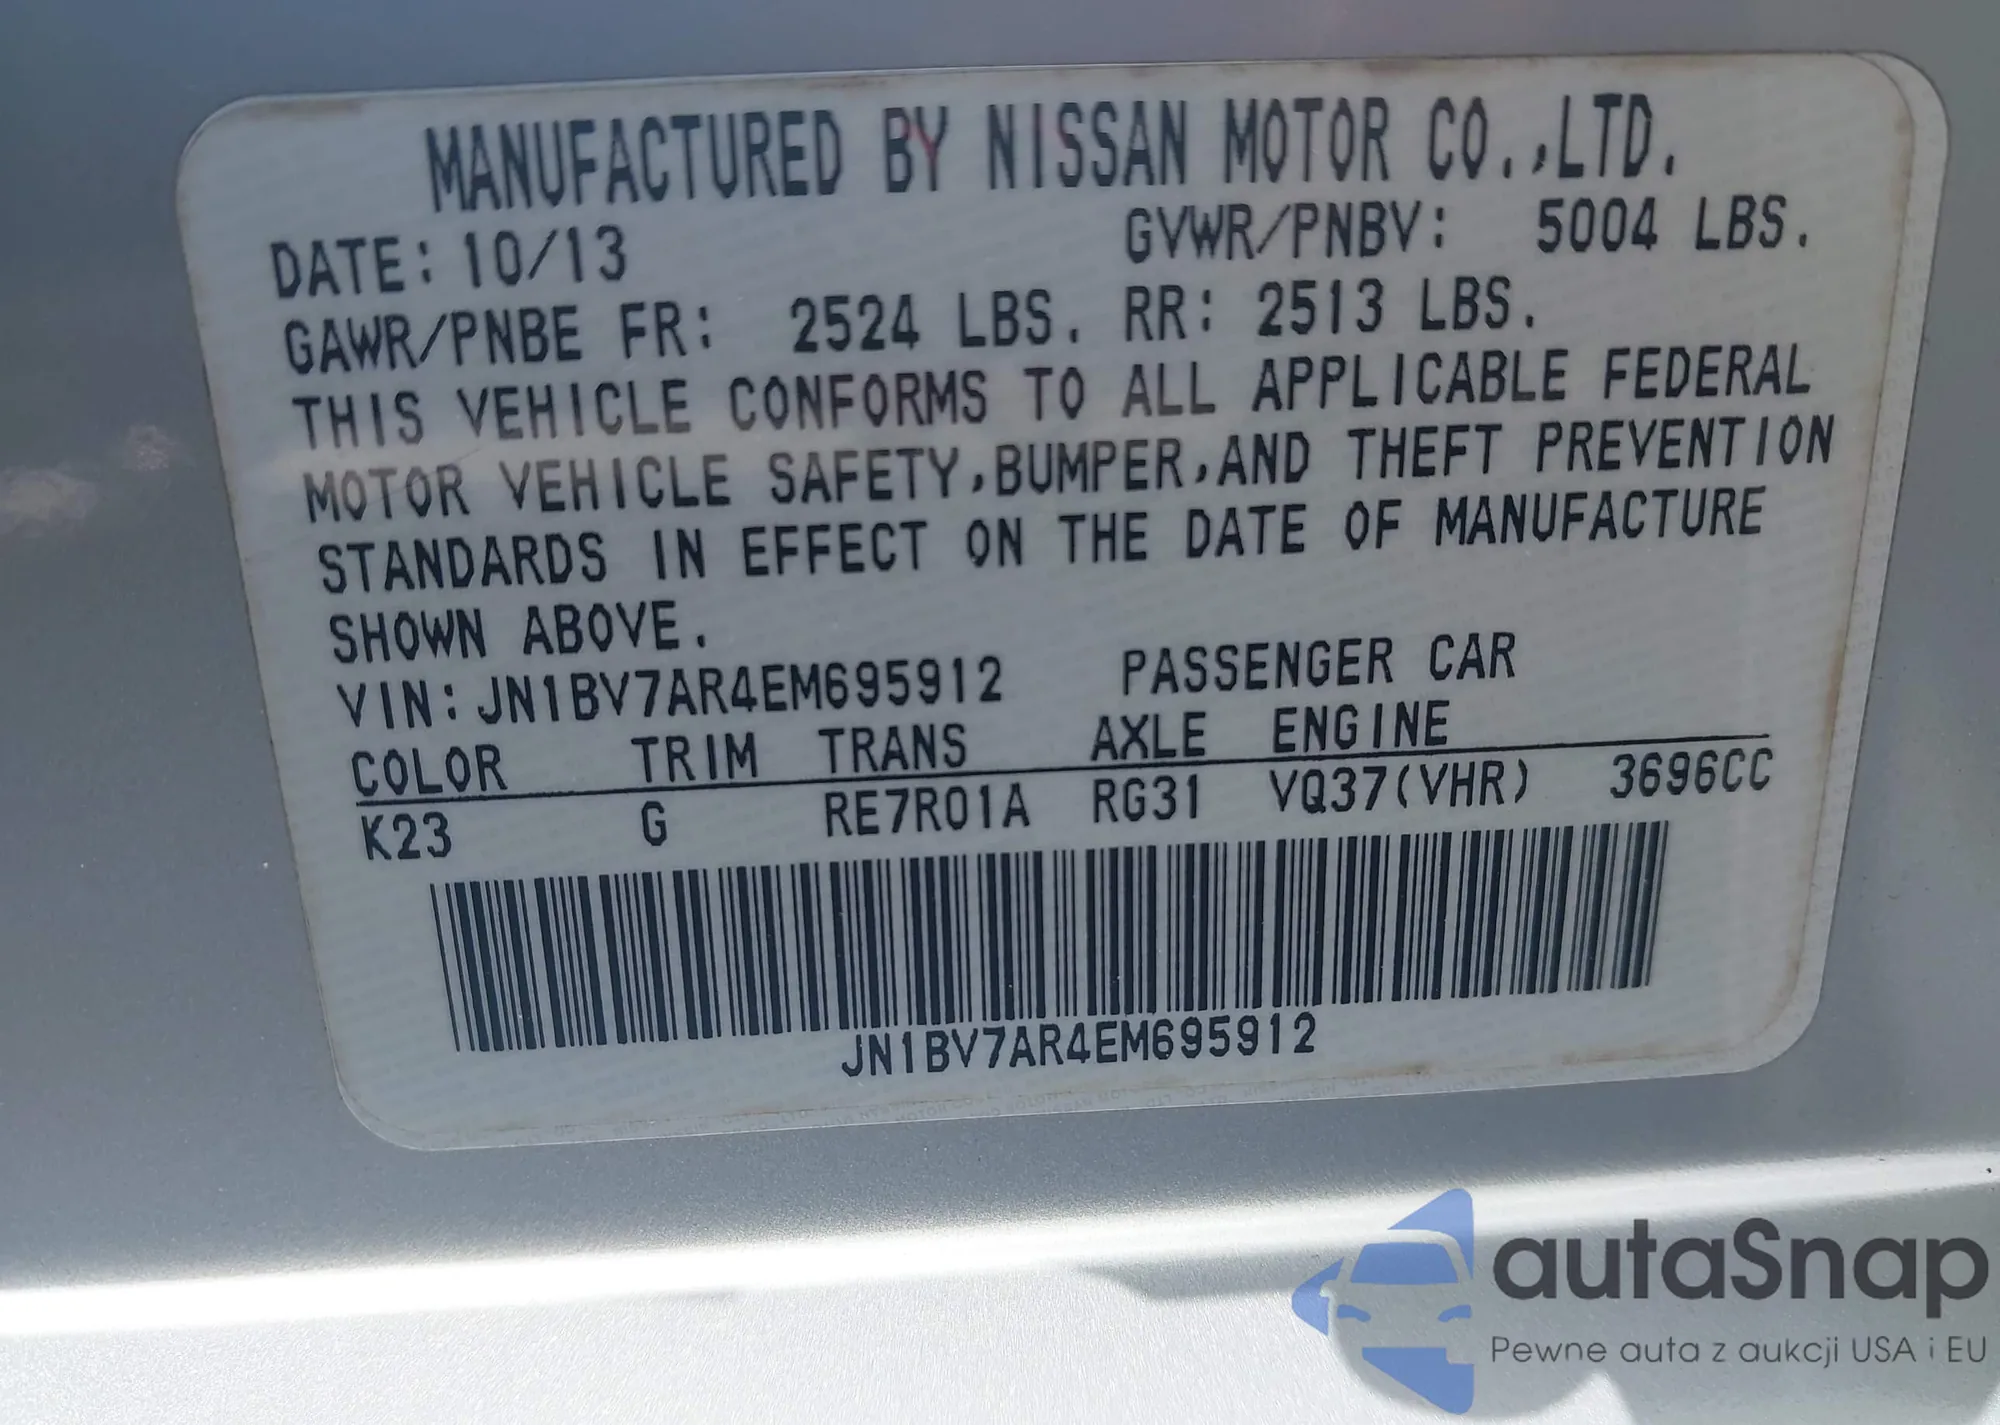 MANUFACTURED BY NISSAN MOTOR CO.,LTD.
DATE: 10/13 GVWR/PNBV: 5004 LBS.
GAWR/PNBE FR: 2524 LBS. RR: 2513 LBS.
THIS VEHICLE CONFORMS TO ALL APPLICABLE FEDERAL
MOTOR VEHICLE SAFETY,BUMPER,AND THEFT PREVENTION
STANDARDS IN EFFECT ON THE DATE OF MANUFACTURE
SHOWN ABOVE.
VIN: JN1BV7AR4EM695912 PASSENGER CAR
COLOR TRIM TRANS AXLE ENGINE
K23 G RE7R01A RG31 VQ37(VHR) 3696CC
JN1BV7AR4EM695912
autaSnap
Pewne auta z aukcji USA i EU